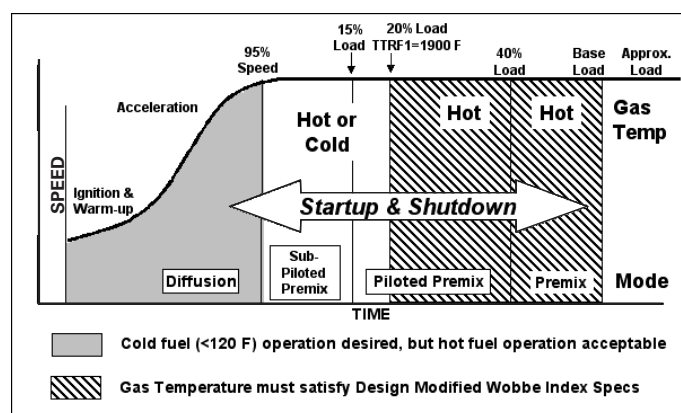 20% Load
15%
TTRF1=1900 F
Load
95%
Speed
40%
Load
Base
Load
Approx.
Load
Acceleration
Hot or
Cold
Hot
Hot
Gas
Temp
SPEED
Ignition &
Warm-up
Startup & Shutdown
Diffusion
Sub-
Piloted
Premix
Piloted Premix
Premix
Mode
TIME
Cold fuel (<120 F) operation desired, but hot fuel operation acceptable
Gas Temperature must satisfy Design Modified Wobbe Index Specs